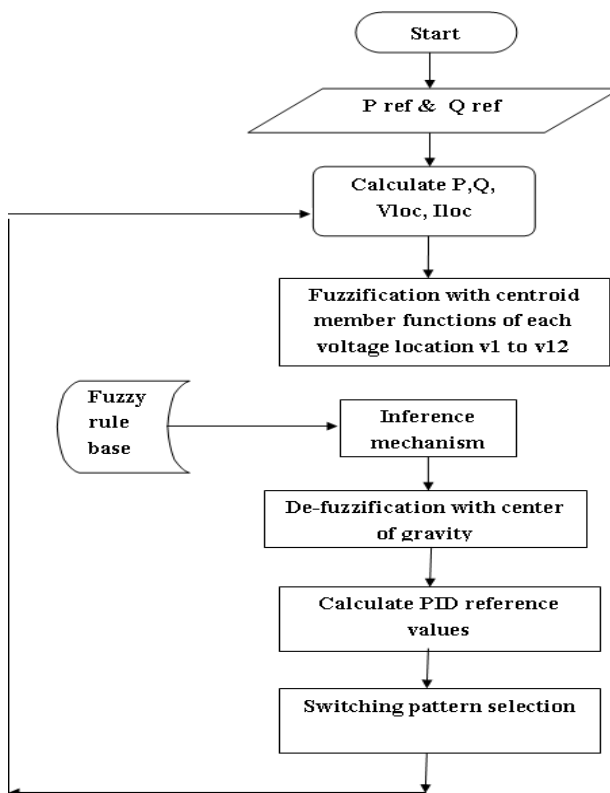 Start
P ref & Q ref
Calculate P,Q,
Vloc, Iloc
Fuzzification with centroid
member functions of each
voltage location v1 to v12
Fuzzy
rule
base
Inference
mechanism
De-fuzzification with center
of gravity
Calculate PID reference
values
Switching pattern selection